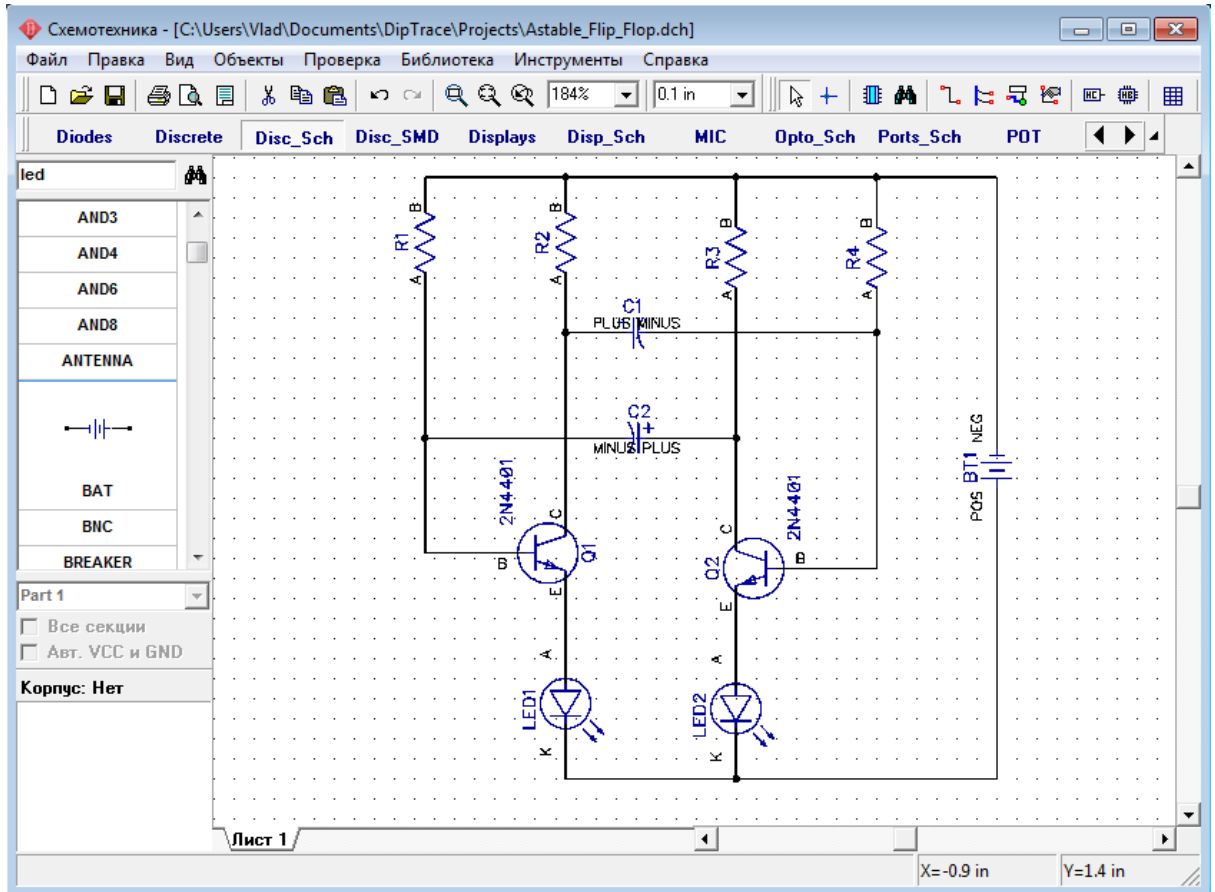 Схемотехника - [C:\Users\Vlad\Documents\DipTrace\Projects\Astable_Flip_Flop.dch]
Файл Правка Вид Объекты Проверка Библиотека Инструменты Справка
184% 0.1 in
Diodes Discrete Disc_Sch Disc_SMD Displays Disp_Sch MIC Opto_Sch Ports_Sch POT
led
AND3
AND4
AND6
AND8
ANTENNA
BAT
BNC
BREAKER
Part 1
Все секции
Авт. VCC и GND
Корпус: Нет
B B B B
R1 R2 R3 R4
A A A A
C1
PLUS MINUS
C2
+
MINUS PLUS
NEG
BT1
POS
2N4401 2N4401
C C
B Q1 Q2 B
E E
A A
LED1 LED2
K K
Лист 1
X=-0.9 in Y=1.4 in